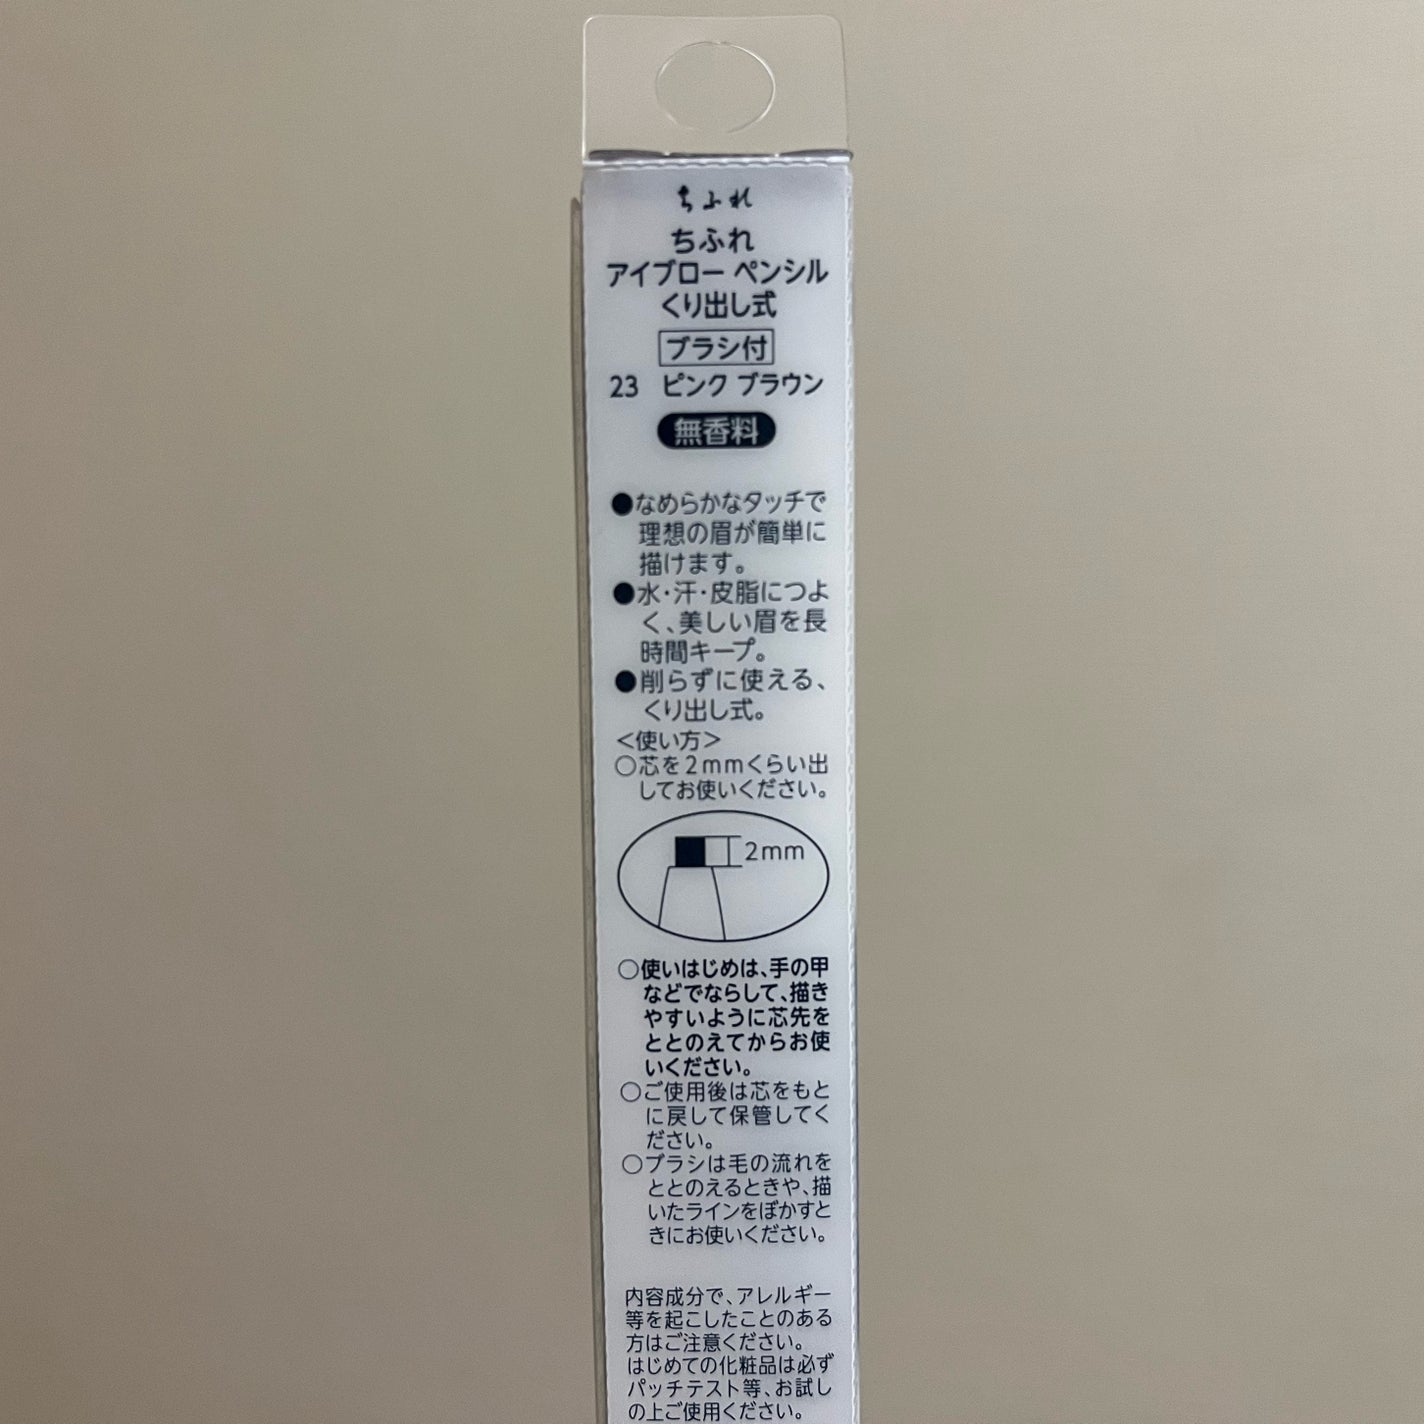 ちふれ
ちふれ
アイブロー ペンシル
くり出し式
ブラシ付
23 ピンク ブラウン
無香料
●なめらかなタッチで
理想の眉が簡単に
描けます。
●水・汗・皮脂につよ
く、美しい眉を長
時間キープ。
●削らずに使える、
くり出し式。
＜使い方＞
○芯を2mmくらい出
してお使いください。
2mm
○使いはじめは、手の甲
などでならして、描き
やすいように芯先を
ととのえてからお使
いください。
○ご使用後は芯をもと
に戻して保管してく
ださい。
○ブラシは毛の流れを
ととのえるときや、描
いたラインをぼかすと
きにお使いください。
内容成分で、アレルギー
等を起こしたことのある
方はご注意ください。
はじめての化粧品は必ず
パッチテスト等、お試し
の上ご使用ください。